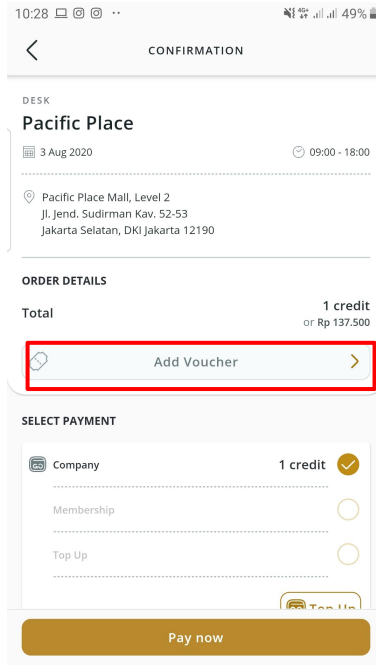 10:28
49%
CONFIRMATION
DESK
Pacific Place
3 Aug 2020
09:00 - 18:00
Pacific Place Mall, Level 2
Jl. Jend. Sudirman Kav. 52-53
Jakarta Selatan, DKI Jakarta 12190
ORDER DETAILS
Total
1 credit
or Rp 137.500
Add Voucher
SELECT PAYMENT
Company
1 credit
Membership
Top Up
Top Up
Pay now